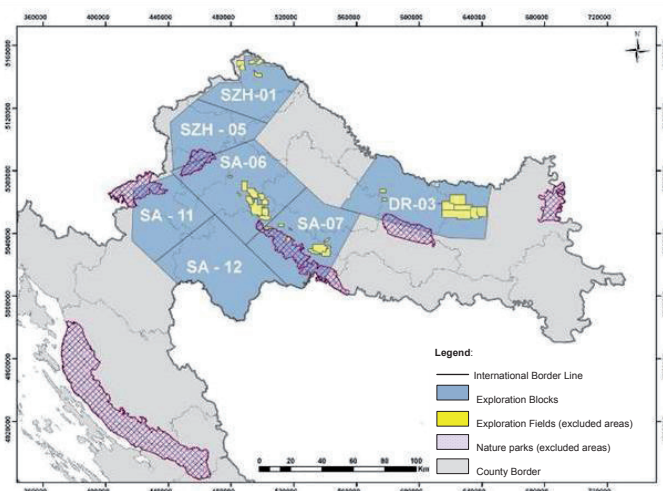 360000 400000 440000 480000 520000 560000 600000 640000 680000 720000
N
SZH-01
SZH - 05
SA-06
SA - 11
SA-07
SA - 12
DR-03
5160000
5120000
5080000
5040000
5000000
4960000
4920000
Legend:
International Border Line
Exploration Blocks
Exploration Fields (excluded areas)
Nature parks (excluded areas)
County Border
0 20 40 60 80 100
Km